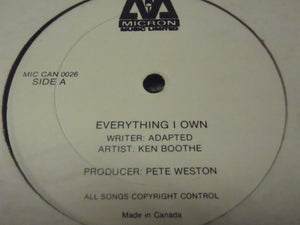 MICRON
MUSIC LIMITED
MIC CAN 0026
SIDE A
EVERYTHING I OWN
WRITER: ADAPTED
ARTIST: KEN BOOTHE
PRODUCER: PETE WESTON
ALL SONGS COPYRIGHT CONTROL
Made in Canada